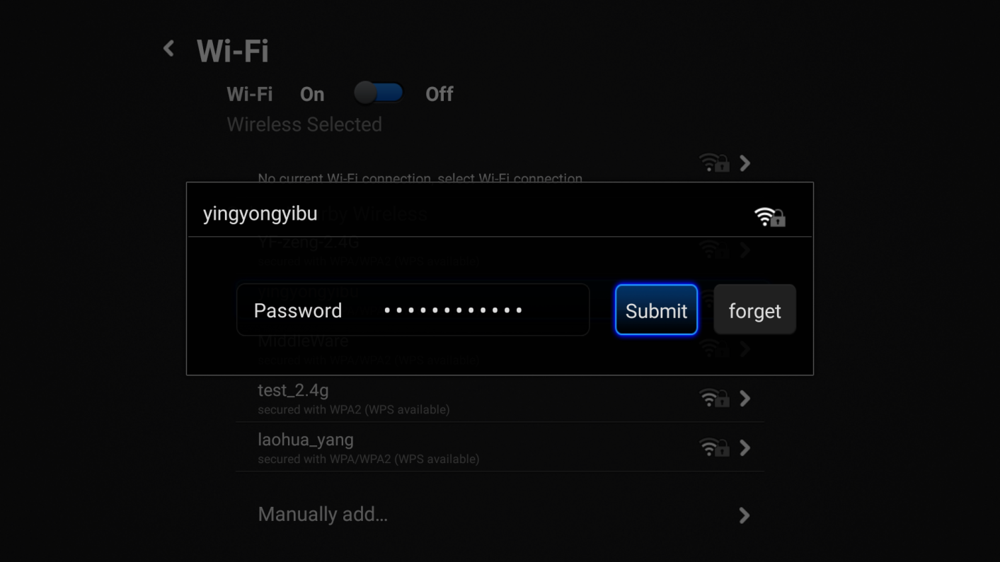 Wi-Fi
Wi-Fi On Off
Wireless Selected
No current Wi-Fi connection, select Wi-Fi connection
yingyongyibu
rby Wireless
YF-zeng-2.4G
secured with WPA/WPA2 (WPS available)
yingyongyibu
Password ............ Submit forget
MiddleWare
secured with WPA/WPA2 (WPS available)
test_2.4g
secured with WPA2 (WPS available)
laohua_yang
secured with WPA/WPA2 (WPS available)
Manually add...